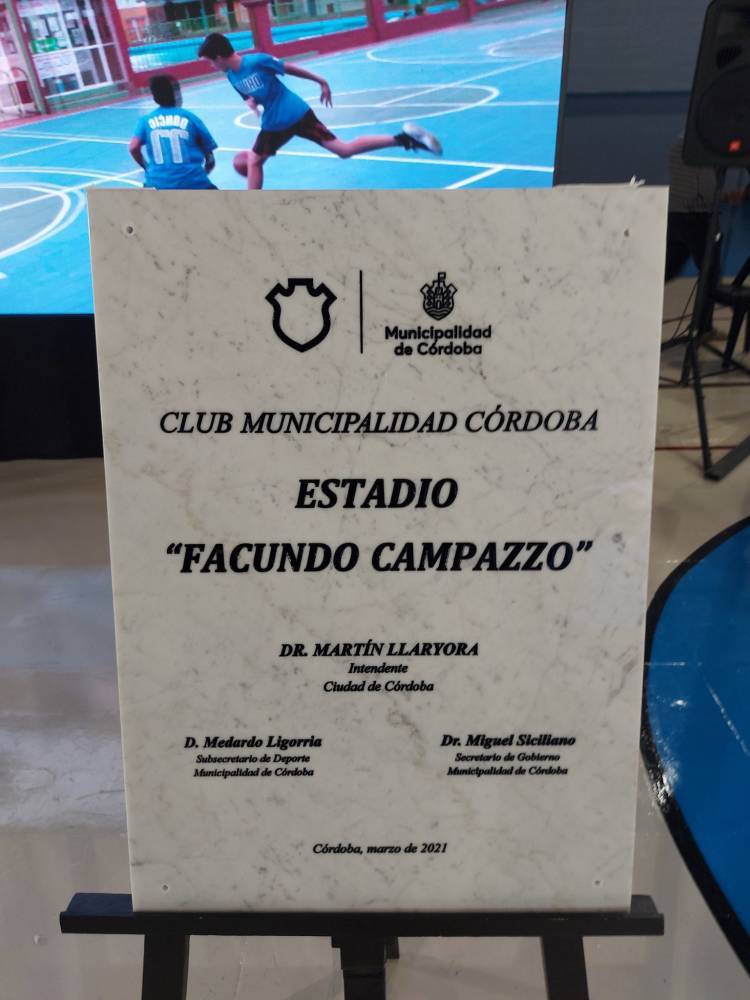 Municipalidad
de Córdoba
CLUB MUNICIPALIDAD CÓRDOBA
ESTADIO
“FACUNDO CAMPAZZO”
DR. MARTÍN LLARYORA
Intendente
Ciudad de Córdoba
D. Medardo Ligorria
Subsecretario de Deporte
Municipalidad de Córdoba
Dr. Miguel Siciliano
Secretario de Gobierno
Municipalidad de Córdoba
Córdoba, marzo de 2021